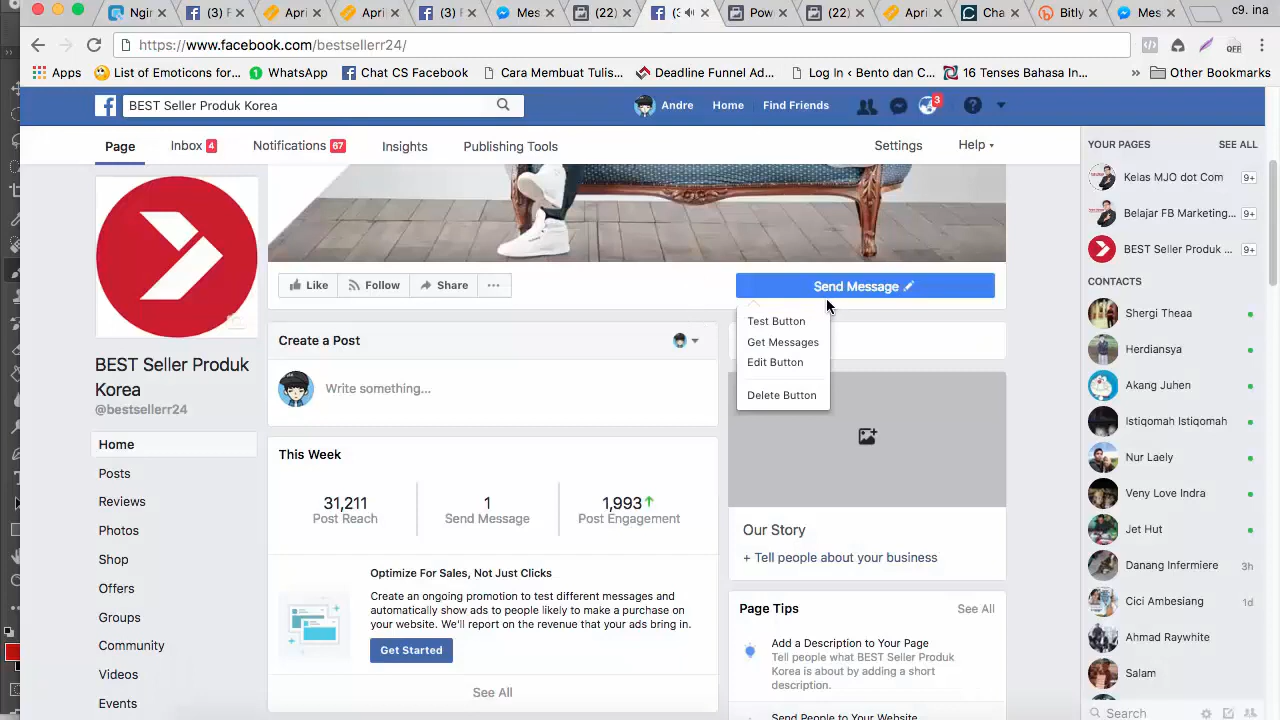 Ngin
(3) F
Apri
Apri
(3) F
Mes
(22)
(3
Pow
(22)
Apri
Cha
Bitly
Mes
c9. ina
https://www.facebook.com/bestsellerr24/
OFF
Apps
List of Emoticons for...
WhatsApp
Chat CS Facebook
Cara Membuat Tulis...
Deadline Funnel Ad...
Log In ‹ Bento dan C...
16 Tenses Bahasa In...
»
Other Bookmarks
BEST Seller Produk Korea
Andre
Home
Find Friends
3
Page
Inbox 4
Notifications 67
Insights
Publishing Tools
Settings
Help
YOUR PAGES
SEE ALL
Kelas MJO dot Com
9+
Belajar FB Marketing...
9+
BEST Seller Produk ...
9+
CONTACTS
Shergi Theaa
Herdiansya
Akang Juhen
Istiqomah Istiqomah
Nur Laely
Veny Love Indra
Jet Hut
Danang Infermiere
3h
Cici Ambesiang
1d
Ahmad Raywhite
Salam
Search
Like
Follow
Share
...
Send Message
Test Button
Get Messages
Edit Button
Delete Button
BEST Seller Produk
Korea
@bestsellerr24
Home
Posts
Reviews
Photos
Shop
Offers
Groups
Community
Videos
Events
Create a Post
Write something...
This Week
31,211
Post Reach
1
Send Message
1,993
Post Engagement
Optimize For Sales, Not Just Clicks
Create an ongoing promotion to test different messages and
automatically show ads to people likely to make a purchase on
your website. We'll report on the revenue that your ads bring in.
Get Started
See All
Our Story
+ Tell people about your business
Page Tips
See All
Add a Description to Your Page
Tell people what BEST Seller Produk
Korea is about by adding a short
description.
Send People to Your Website